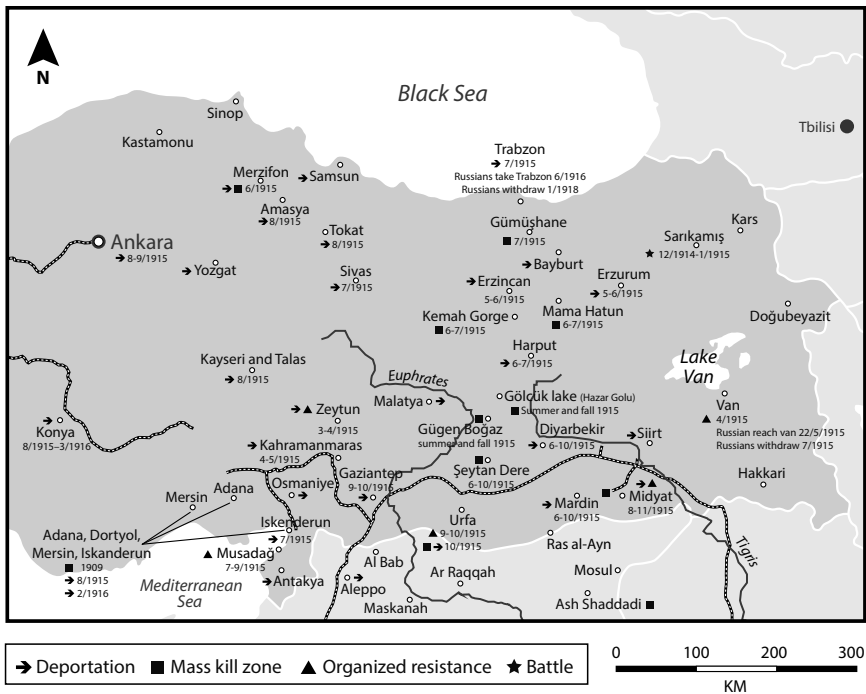 N
Black Sea
Sinop
Kastamonu
Tbilisi
Trabzon
7/1915
Russians take Trabzon 6/1916
Russians withdraw 1/1918
Merzifon
6/1915
Samsun
Amasya
8/1915
Gümüşhane
7/1915
Kars
Sarıkamış
12/1914-1/1915
Ankara
8-9/1915
Tokat
8/1915
Yozgat
Sivas
7/1915
Bayburt
Erzincan
5-6/1915
Erzurum
5-6/1915
Kemah Gorge
6-7/1915
Mama Hatun
6-7/1915
Doğubeyazit
Harput
6-7/1915
Lake
Van
Kayseri and Talas
8/1915
Euphrates
Malatya
Gölcük lake (Hazar Golu)
Summer and fall 1915
Van
4/1915
Russian reach van 22/5/1915
Russians withdraw 7/1915
Zeytun
3-4/1915
Konya
8/1915–3/1916
Gügen Boğaz
summer and fall 1915
Diyarbekir
6-10/1915
Siirt
Kahramanmaras
4-5/1915
Gaziantep
9-10/1915
Şeytan Dere
6-10/1915
Hakkari
Osmaniye
Mersin
Adana
Mardin
6-10/1915
Midyat
8-11/1915
Iskenderun
7/1915
Urfa
9-10/1915
10/1915
Adana, Dortyol,
Mersin, Iskanderun
1909
8/1915
2/1916
Musadağ
7-9/1915
Mediterranean
Sea
Antakya
Al Bab
Aleppo
Maskanah
Ar Raqqah
Ras al-Ayn
Mosul
Tigris
Ash Shaddadi
Deportation
Mass kill zone
Organized resistance
Battle
0 100 200 300
KM